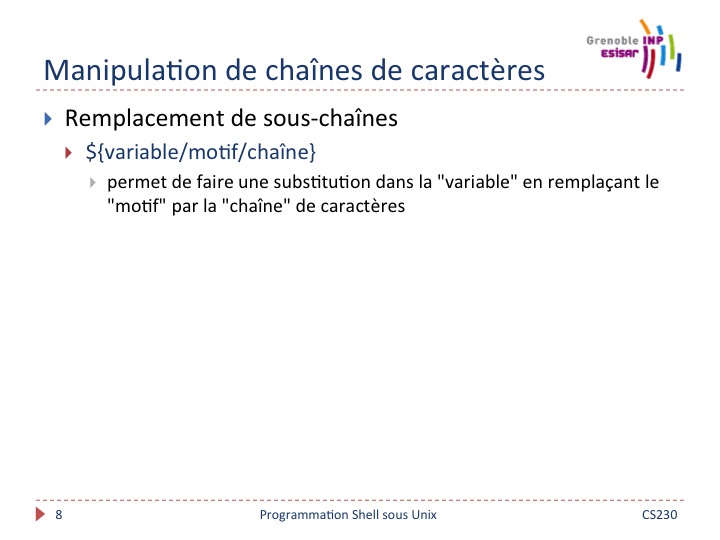 Manipulation de chaînes de caractères
Grenoble INP
esisar
Remplacement de sous-chaînes
${variable/motif/chaîne}
permet de faire une substitution dans la "variable" en remplaçant le
"motif" par la "chaîne" de caractères
8
Programmation Shell sous Unix
CS230